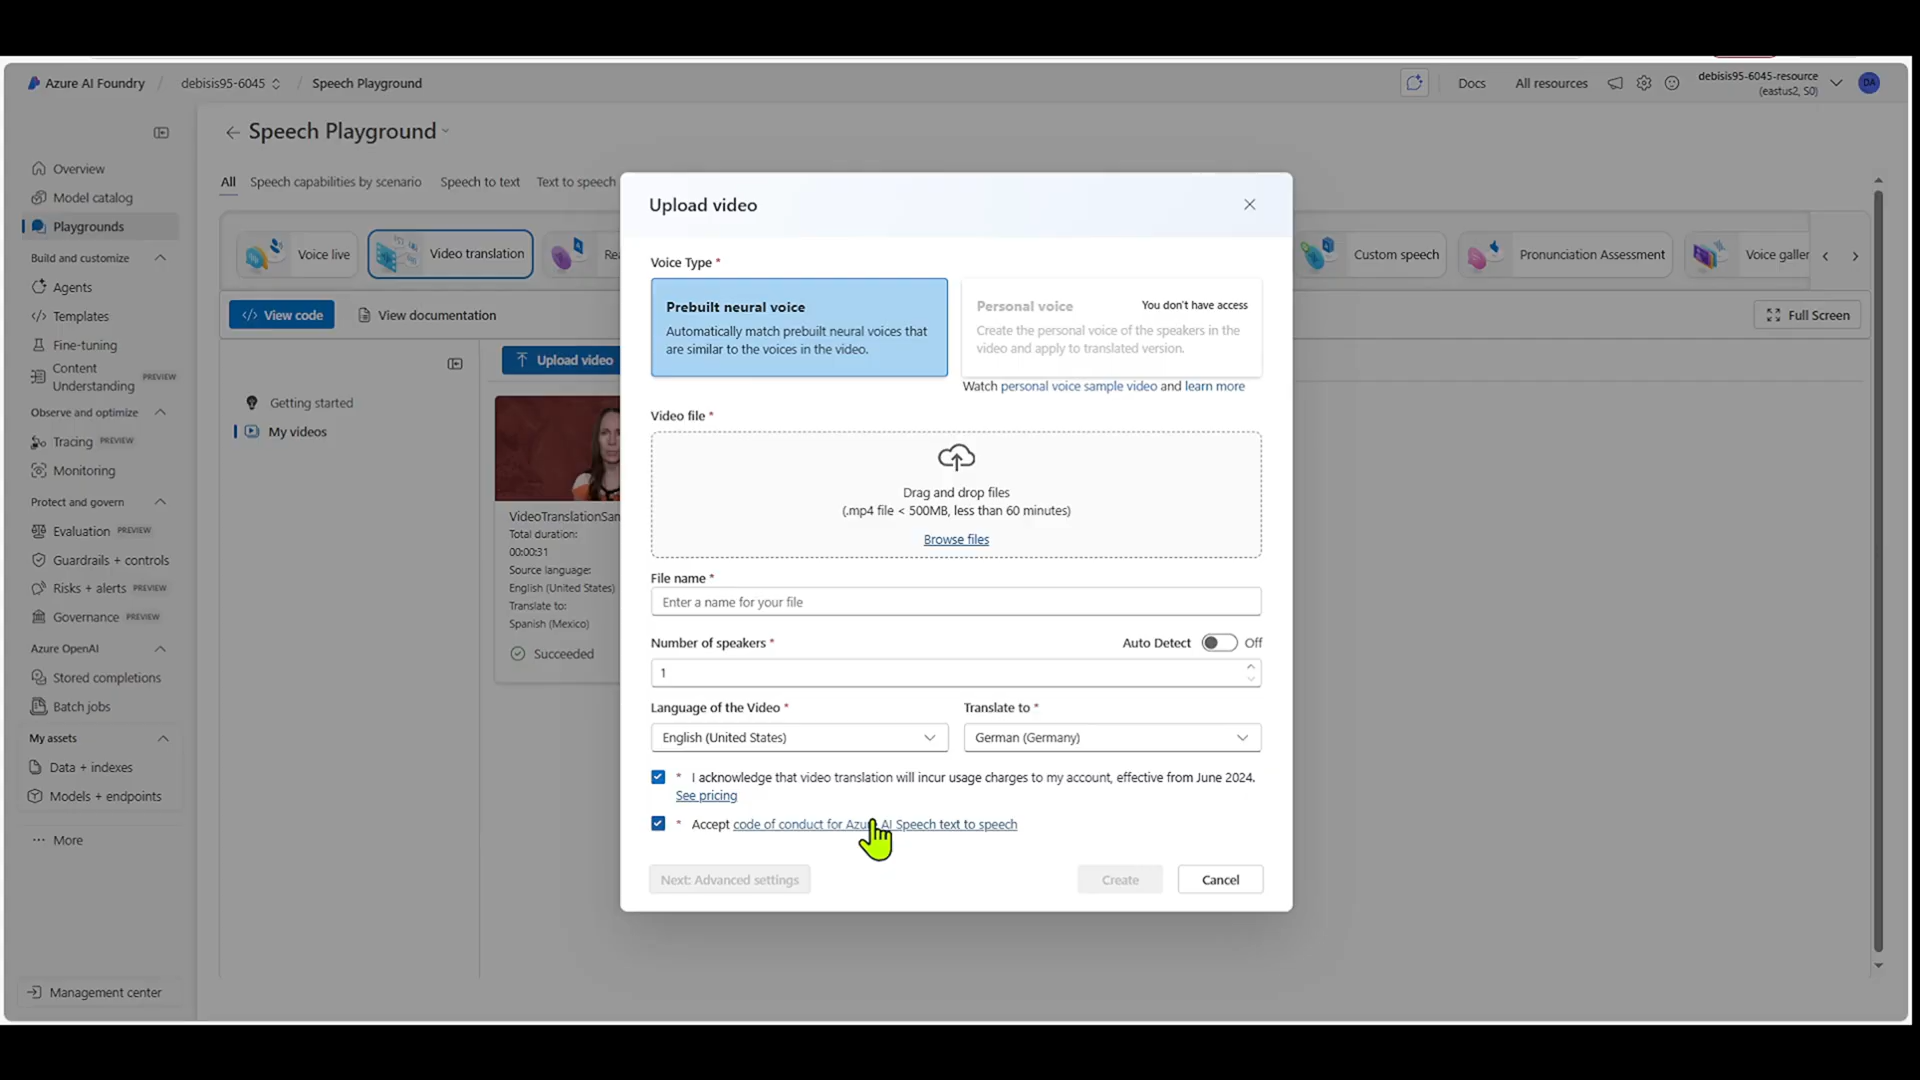 Azure AI Foundry / debisis95-6045 / Speech Playground
Docs
All resources
debisis95-6045-resource
(eastus2, S0)
DA
Speech Playground
Overview
Model catalog
Playgrounds
Build and customize
Agents
Templates
Fine-tuning
Content
Understanding PREVIEW
Observe and optimize
Tracing PREVIEW
Monitoring
Protect and govern
Evaluation PREVIEW
Guardrails + controls
Risks + alerts PREVIEW
Governance PREVIEW
Azure OpenAI
Stored completions
Batch jobs
My assets
Data + indexes
Models + endpoints
More
Management center
All
Speech capabilities by scenario
Speech to text
Text to speech
Voice live
Video translation
Custom speech
Pronunciation Assessment
View code
View documentation
Full Screen
Getting started
My videos
Upload video
Total duration:
00:00:31
Source language:
English (United States)
Translate to:
Spanish (Mexico)
Succeeded
Upload video
Voice Type *
Prebuilt neural voice
Automatically match prebuilt neural voices that
are similar to the voices in the video.
Personal voice
You don't have access
Create the personal voice of the speakers in the
video and apply to translated version.
Watch personal voice sample video and learn more
Video file *
Drag and drop files
(.mp4 file < 500MB, less than 60 minutes)
Browse files
File name *
Enter a name for your file
Number of speakers *
Auto Detect
Off
1
Language of the Video *
Translate to *
English (United States)
German (Germany)
* I acknowledge that video translation will incur usage charges to my account, effective from June 2024.
See pricing
* Accept code of conduct for Azure AI Speech text to speech
Next: Advanced settings
Create
Cancel